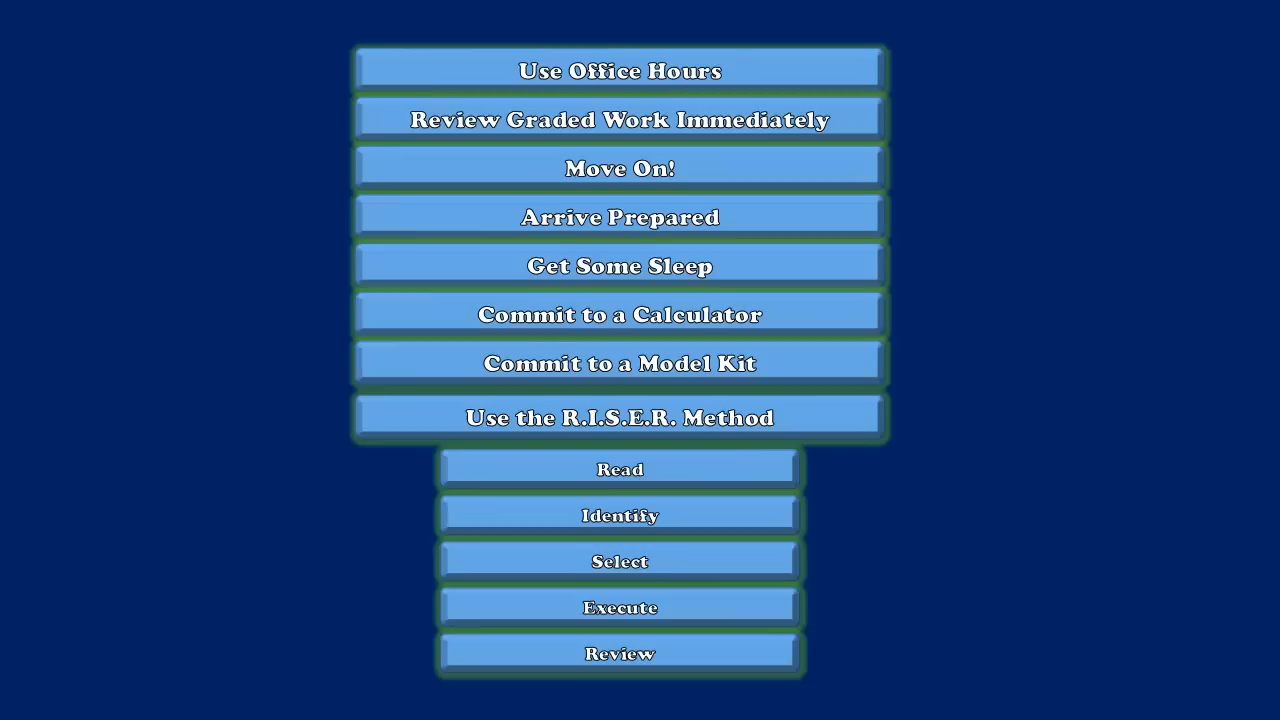 Use Office Hours
Review Graded Work Immediately
Move On!
Arrive Prepared
Get Some Sleep
Commit to a Calculator
Commit to a Model Kit
Use the R.I.S.E.R. Method
Read
Identify
Select
Execute
Review